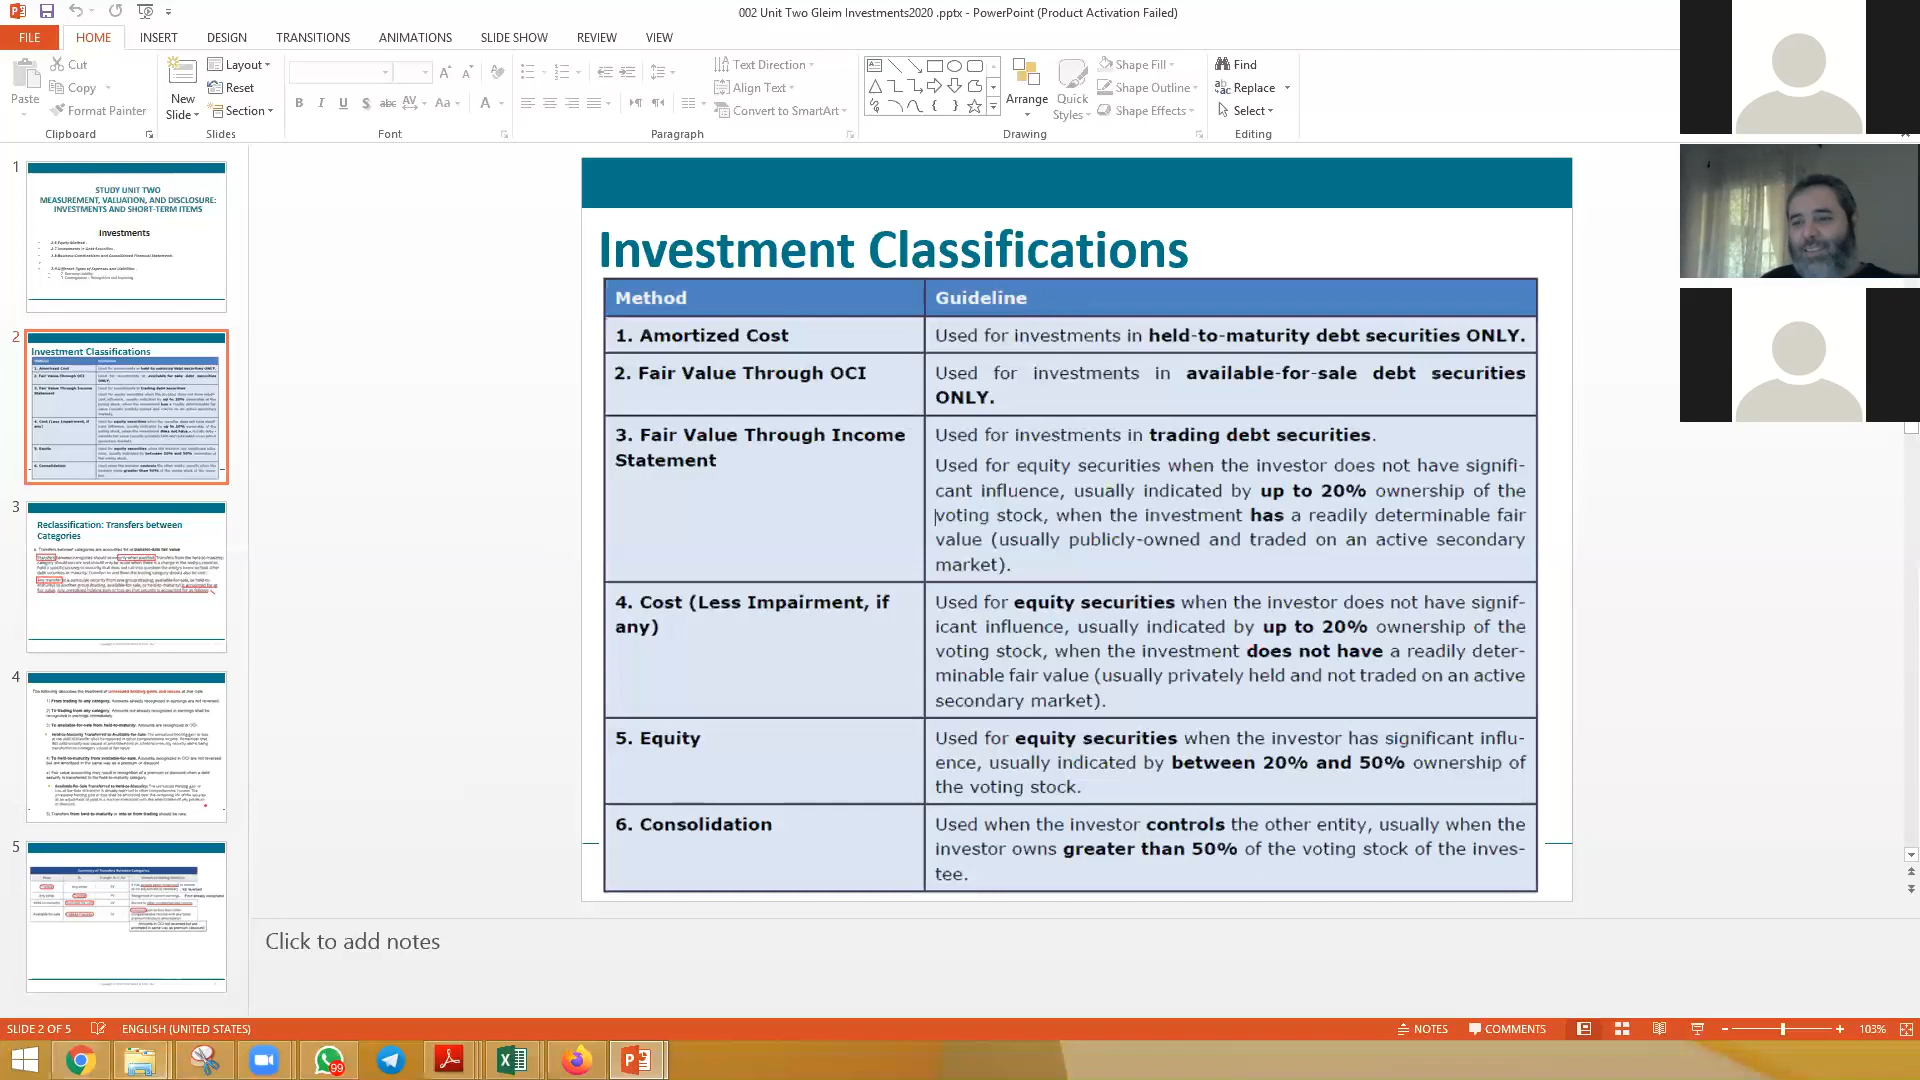 002 Unit Two Gleim Investments2020 .pptx - PowerPoint (Product Activation Failed)
FILE HOME INSERT DESIGN TRANSITIONS ANIMATIONS SLIDE SHOW REVIEW VIEW
Paste
Cut
Copy
Format Painter
Clipboard
New
Slide
Layout
Reset
Section
Slides
Font
Text Direction
Align Text
Convert to SmartArt
Paragraph
Arrange
Quick
Styles
Shape Fill
Shape Outline
Shape Effects
Drawing
Find
Replace
Select
Editing
1
STUDY UNIT TWO
MEASUREMENT, VALUATION, AND DISCLOSURE:
INVESTMENTS AND SHORT-TERM ITEMS
Investments
2
Investment Classifications
3
Reclassification: Transfers between
Categories
4
5
Summary of Transfers Between Categories
Investment Classifications
Method Guideline
1. Amortized Cost
Used for investments in held-to-maturity debt securities ONLY.
2. Fair Value Through OCI
Used for investments in available-for-sale debt securities
ONLY.
3. Fair Value Through Income
Statement
Used for investments in trading debt securities.
Used for equity securities when the investor does not have signifi-
cant influence, usually indicated by up to 20% ownership of the
voting stock, when the investment has a readily determinable fair
value (usually publicly-owned and traded on an active secondary
market).
4. Cost (Less Impairment, if
any)
Used for equity securities when the investor does not have signif-
icant influence, usually indicated by up to 20% ownership of the
voting stock, when the investment does not have a readily deter-
minable fair value (usually privately held and not traded on an active
secondary market).
5. Equity
Used for equity securities when the investor has significant influ-
ence, usually indicated by between 20% and 50% ownership of
the voting stock.
6. Consolidation
Used when the investor controls the other entity, usually when the
investor owns greater than 50% of the voting stock of the inves-
tee.
Click to add notes
SLIDE 2 OF 5 ENGLISH (UNITED STATES) NOTES COMMENTS 103%
99